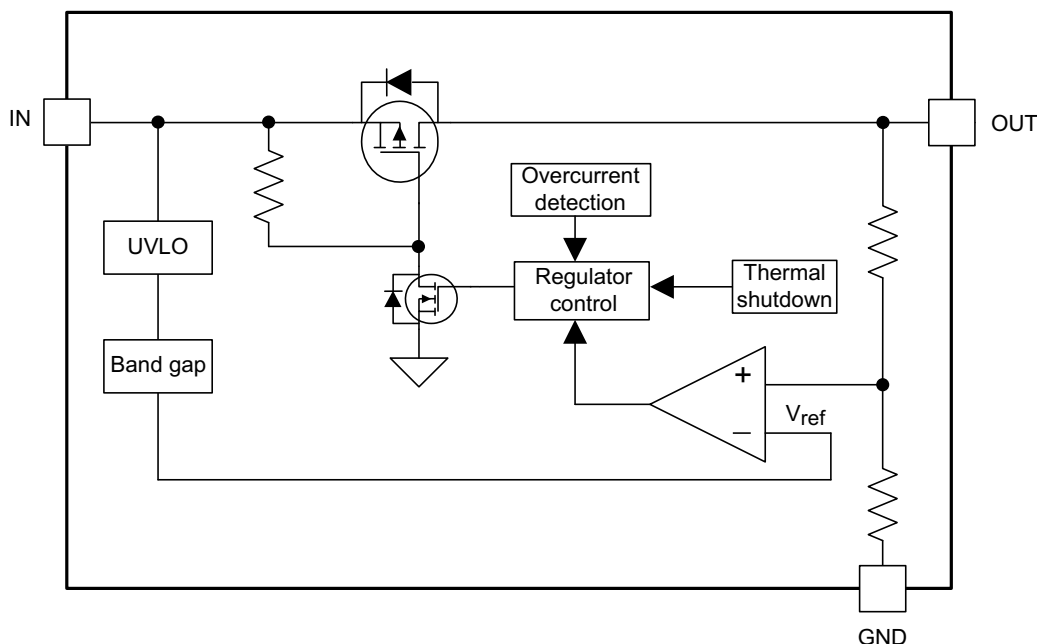 IN
OUT
Overcurrent
detection
UVLO
Regulator
control
Thermal
shutdown
Band gap
+
Vref
−
GND